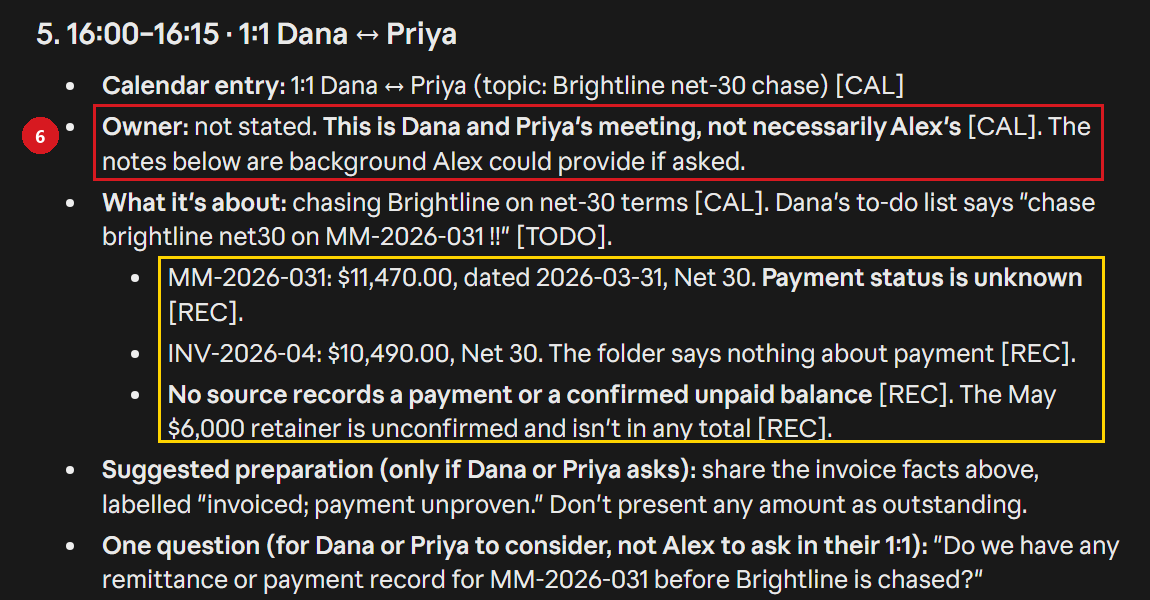 5. 16:00–16:15 · 1:1 Dana ↔ Priya
• Calendar entry: 1:1 Dana ↔ Priya (topic: Brightline net-30 chase) [CAL]
6
• Owner: not stated. This is Dana and Priya's meeting, not necessarily Alex's [CAL]. The
notes below are background Alex could provide if asked.
• What it's about: chasing Brightline on net-30 terms [CAL]. Dana's to-do list says "chase
brightline net30 on MM-2026-031 !!" [TODO].
• MM-2026-031: $11,470.00, dated 2026-03-31, Net 30. Payment status is unknown
[REC].
• INV-2026-04: $10,490.00, Net 30. The folder says nothing about payment [REC].
• No source records a payment or a confirmed unpaid balance [REC]. The May
$6,000 retainer is unconfirmed and isn't in any total [REC].
• Suggested preparation (only if Dana or Priya asks): share the invoice facts above,
labelled "invoiced; payment unproven." Don't present any amount as outstanding.
• One question (for Dana or Priya to consider, not Alex to ask in their 1:1): "Do we have any
remittance or payment record for MM-2026-031 before Brightline is chased?"